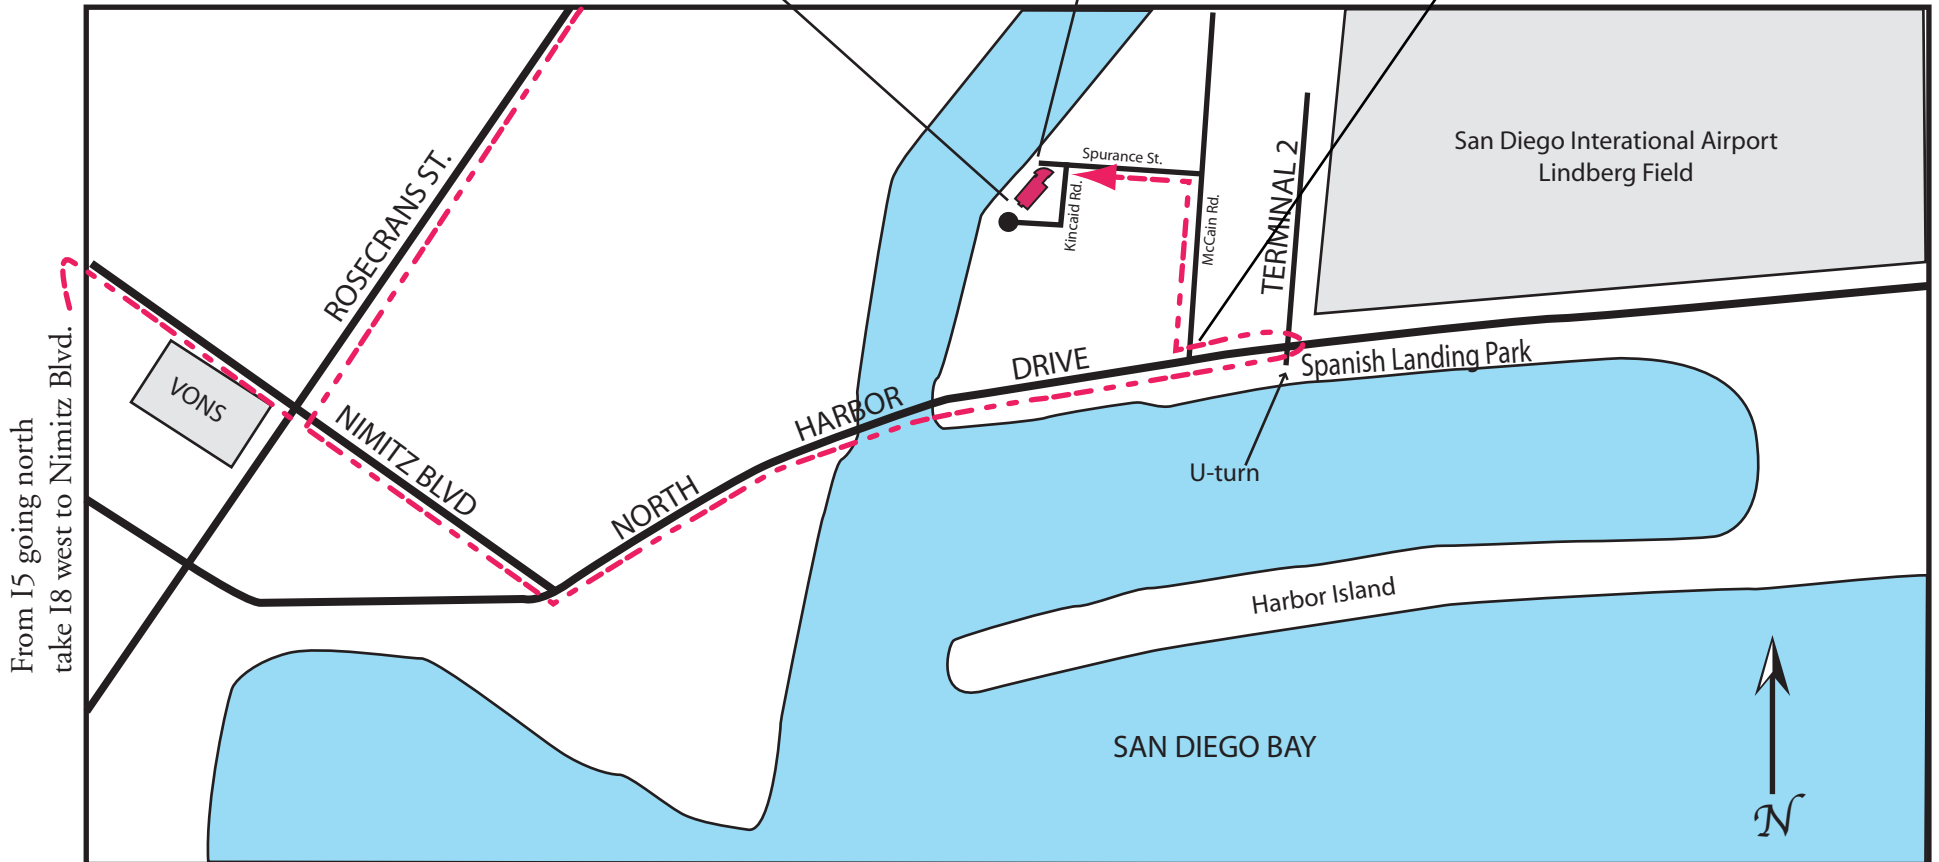 From I5 going north
take I8 west to Nimitz Blvd.
ROSECRANS ST.
VONS
NIMITZ BLVD
NORTH
HARBOR
DRIVE
Spurance St.
Kincaid Rd.
McCain Rd.
TERMINAL 2
San Diego Interational Airport
Lindberg Field
Spanish Landing Park
U-turn
Harbor Island
SAN DIEGO BAY
N